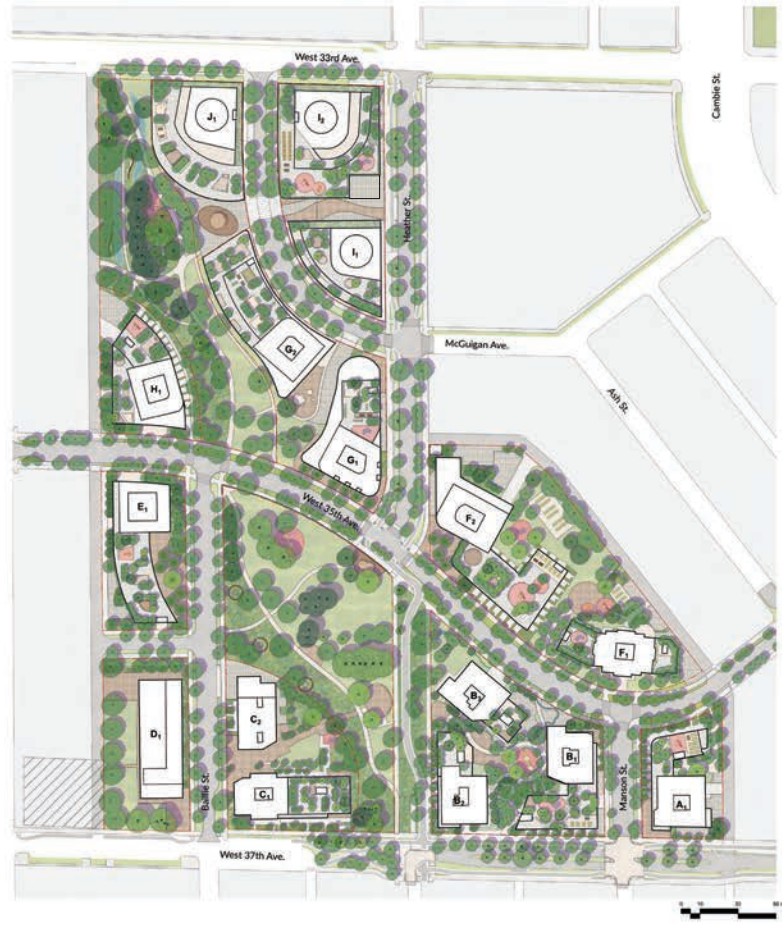 West 33rd Ave.
Cambie St.
J1
I2
Heather St.
I1
McGuigan Ave.
G2
Ash St.
H1
G1
E1
West 35th Ave.
F2
F1
B3
C2
D1
B1
Baillie St.
C1
B2
Manson St.
A1
West 37th Ave.